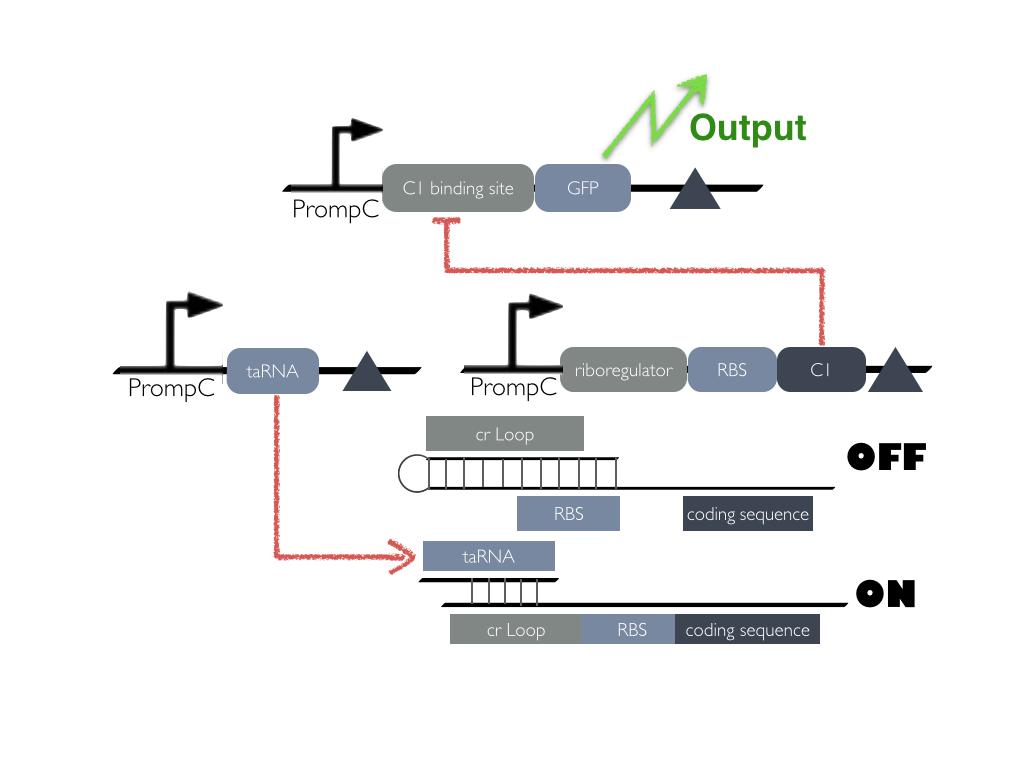 Output
C1 binding site
GFP
PrompC
taRNA
PrompC
riboregulator
RBS
C1
PrompC
cr Loop
OFF
RBS
coding sequence
taRNA
ON
cr Loop
RBS
coding sequence